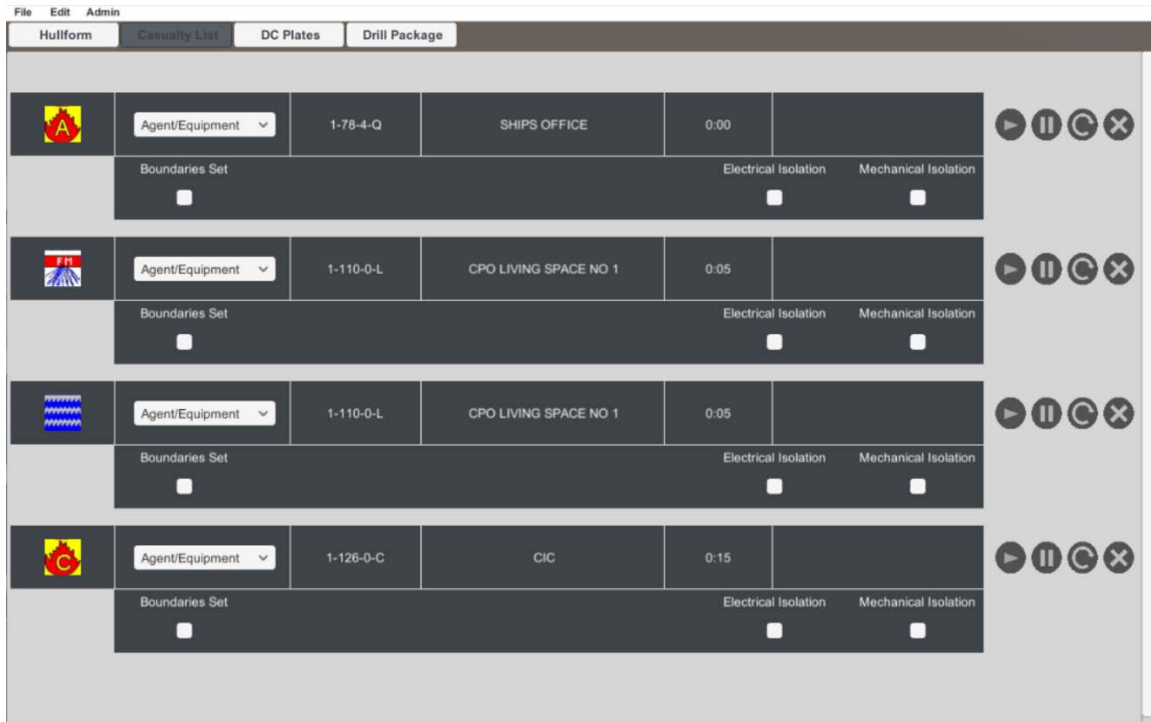 File Edit Admin
Hullform Casualty List DC Plates Drill Package
A Agent/Equipment 1-78-4-Q SHIPS OFFICE 0:00
Boundaries Set Electrical Isolation Mechanical Isolation
FM Agent/Equipment 1-110-0-L CPO LIVING SPACE NO 1 0:05
Boundaries Set Electrical Isolation Mechanical Isolation
Agent/Equipment 1-110-0-L CPO LIVING SPACE NO 1 0:05
Boundaries Set Electrical Isolation Mechanical Isolation
C Agent/Equipment 1-126-0-C CIC 0:15
Boundaries Set Electrical Isolation Mechanical Isolation